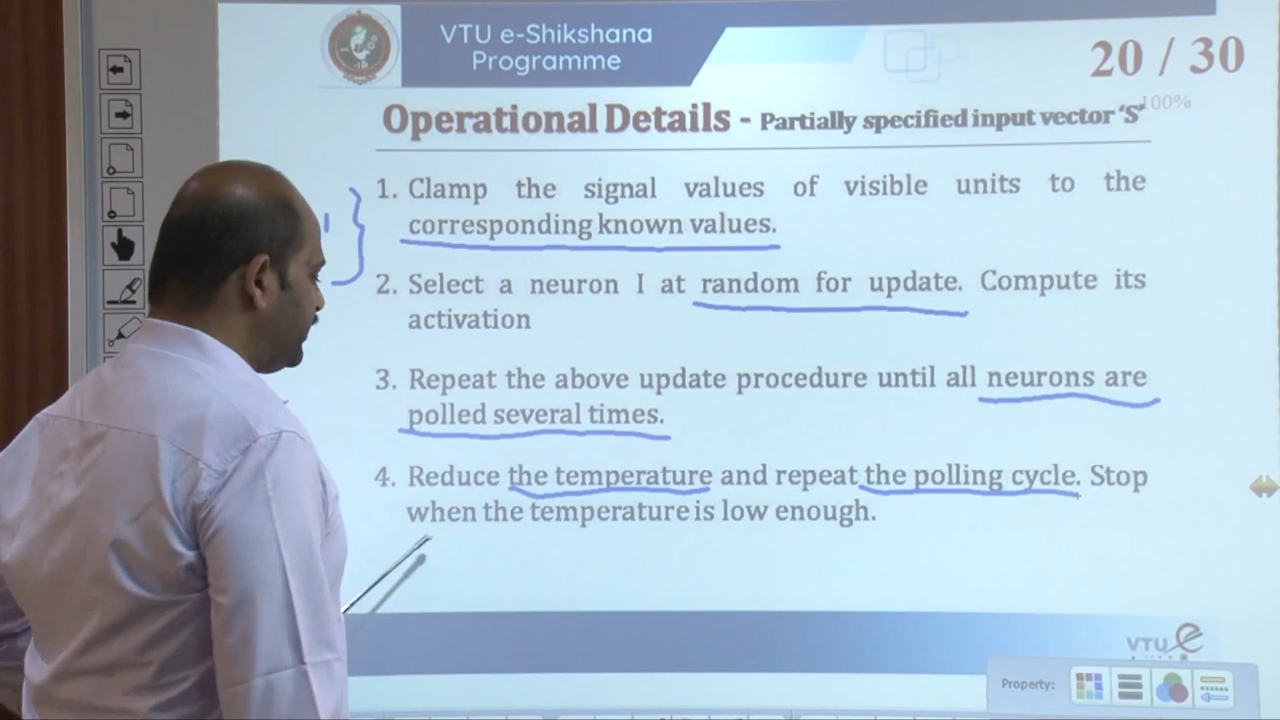 VTU e-Shikshana
Programme
20 / 30
100%
Operational Details - Partially specified input vector 'S'
1. Clamp the signal values of visible units to the
corresponding known values.
2. Select a neuron I at random for update. Compute its
activation
3. Repeat the above update procedure until all neurons are
polled several times.
4. Reduce the temperature and repeat the polling cycle. Stop
when the temperature is low enough.
VTU e
Property: